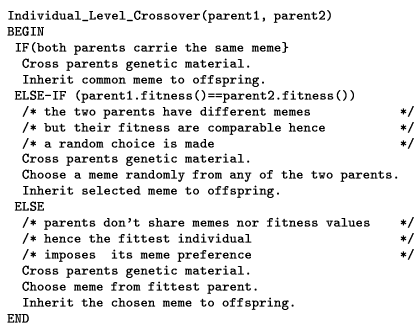 Individual_Level_Crossover(parent1, parent2)
BEGIN
IF(both parents carrie the same meme}
Cross parents genetic material.
Inherit common meme to offspring.
ELSE-IF (parent1.fitness()==parent2.fitness())
/* the two parents have different memes */
/* but their fitness are comparable hence */
/* a random choice is made */
Cross parents genetic material.
Choose a meme randomly from any of the two parents.
Inherit selected meme to offspring.
ELSE
/* parents don't share memes nor fitness values */
/* hence the fittest individual */
/* imposes its meme preference */
Cross parents genetic material.
Choose meme from fittest parent.
Inherit the chosen meme to offspring.
END